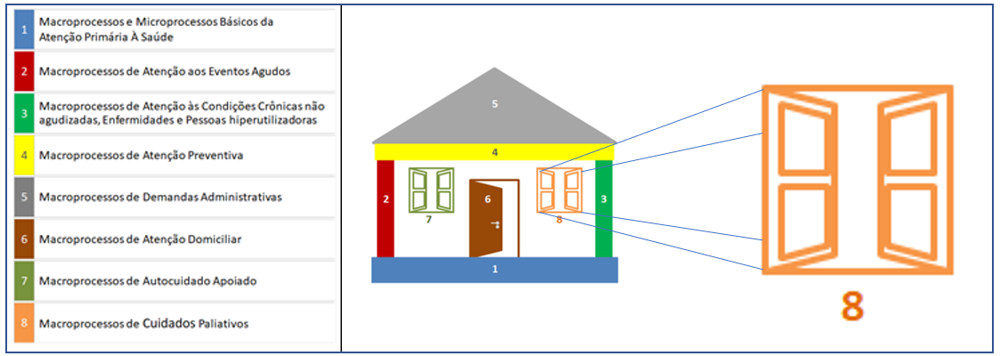 1
Macroprocessos e Microprocessos Básicos da
Atenção Primária À Saúde
2
Macroprocessos de Atenção aos Eventos Agudos
3
Macroprocessos de Atenção às Condições Crônicas não
agudizadas, Enfermidades e Pessoas hiperutilizadoras
4
Macroprocessos de Atenção Preventiva
5
Macroprocessos de Demandas Administrativas
6
Macroprocessos de Atenção Domiciliar
7
Macroprocessos de Autocuidado Apoiado
8
Macroprocessos de Cuidados Paliativos
5
4
2
6
3
7
8
1
8